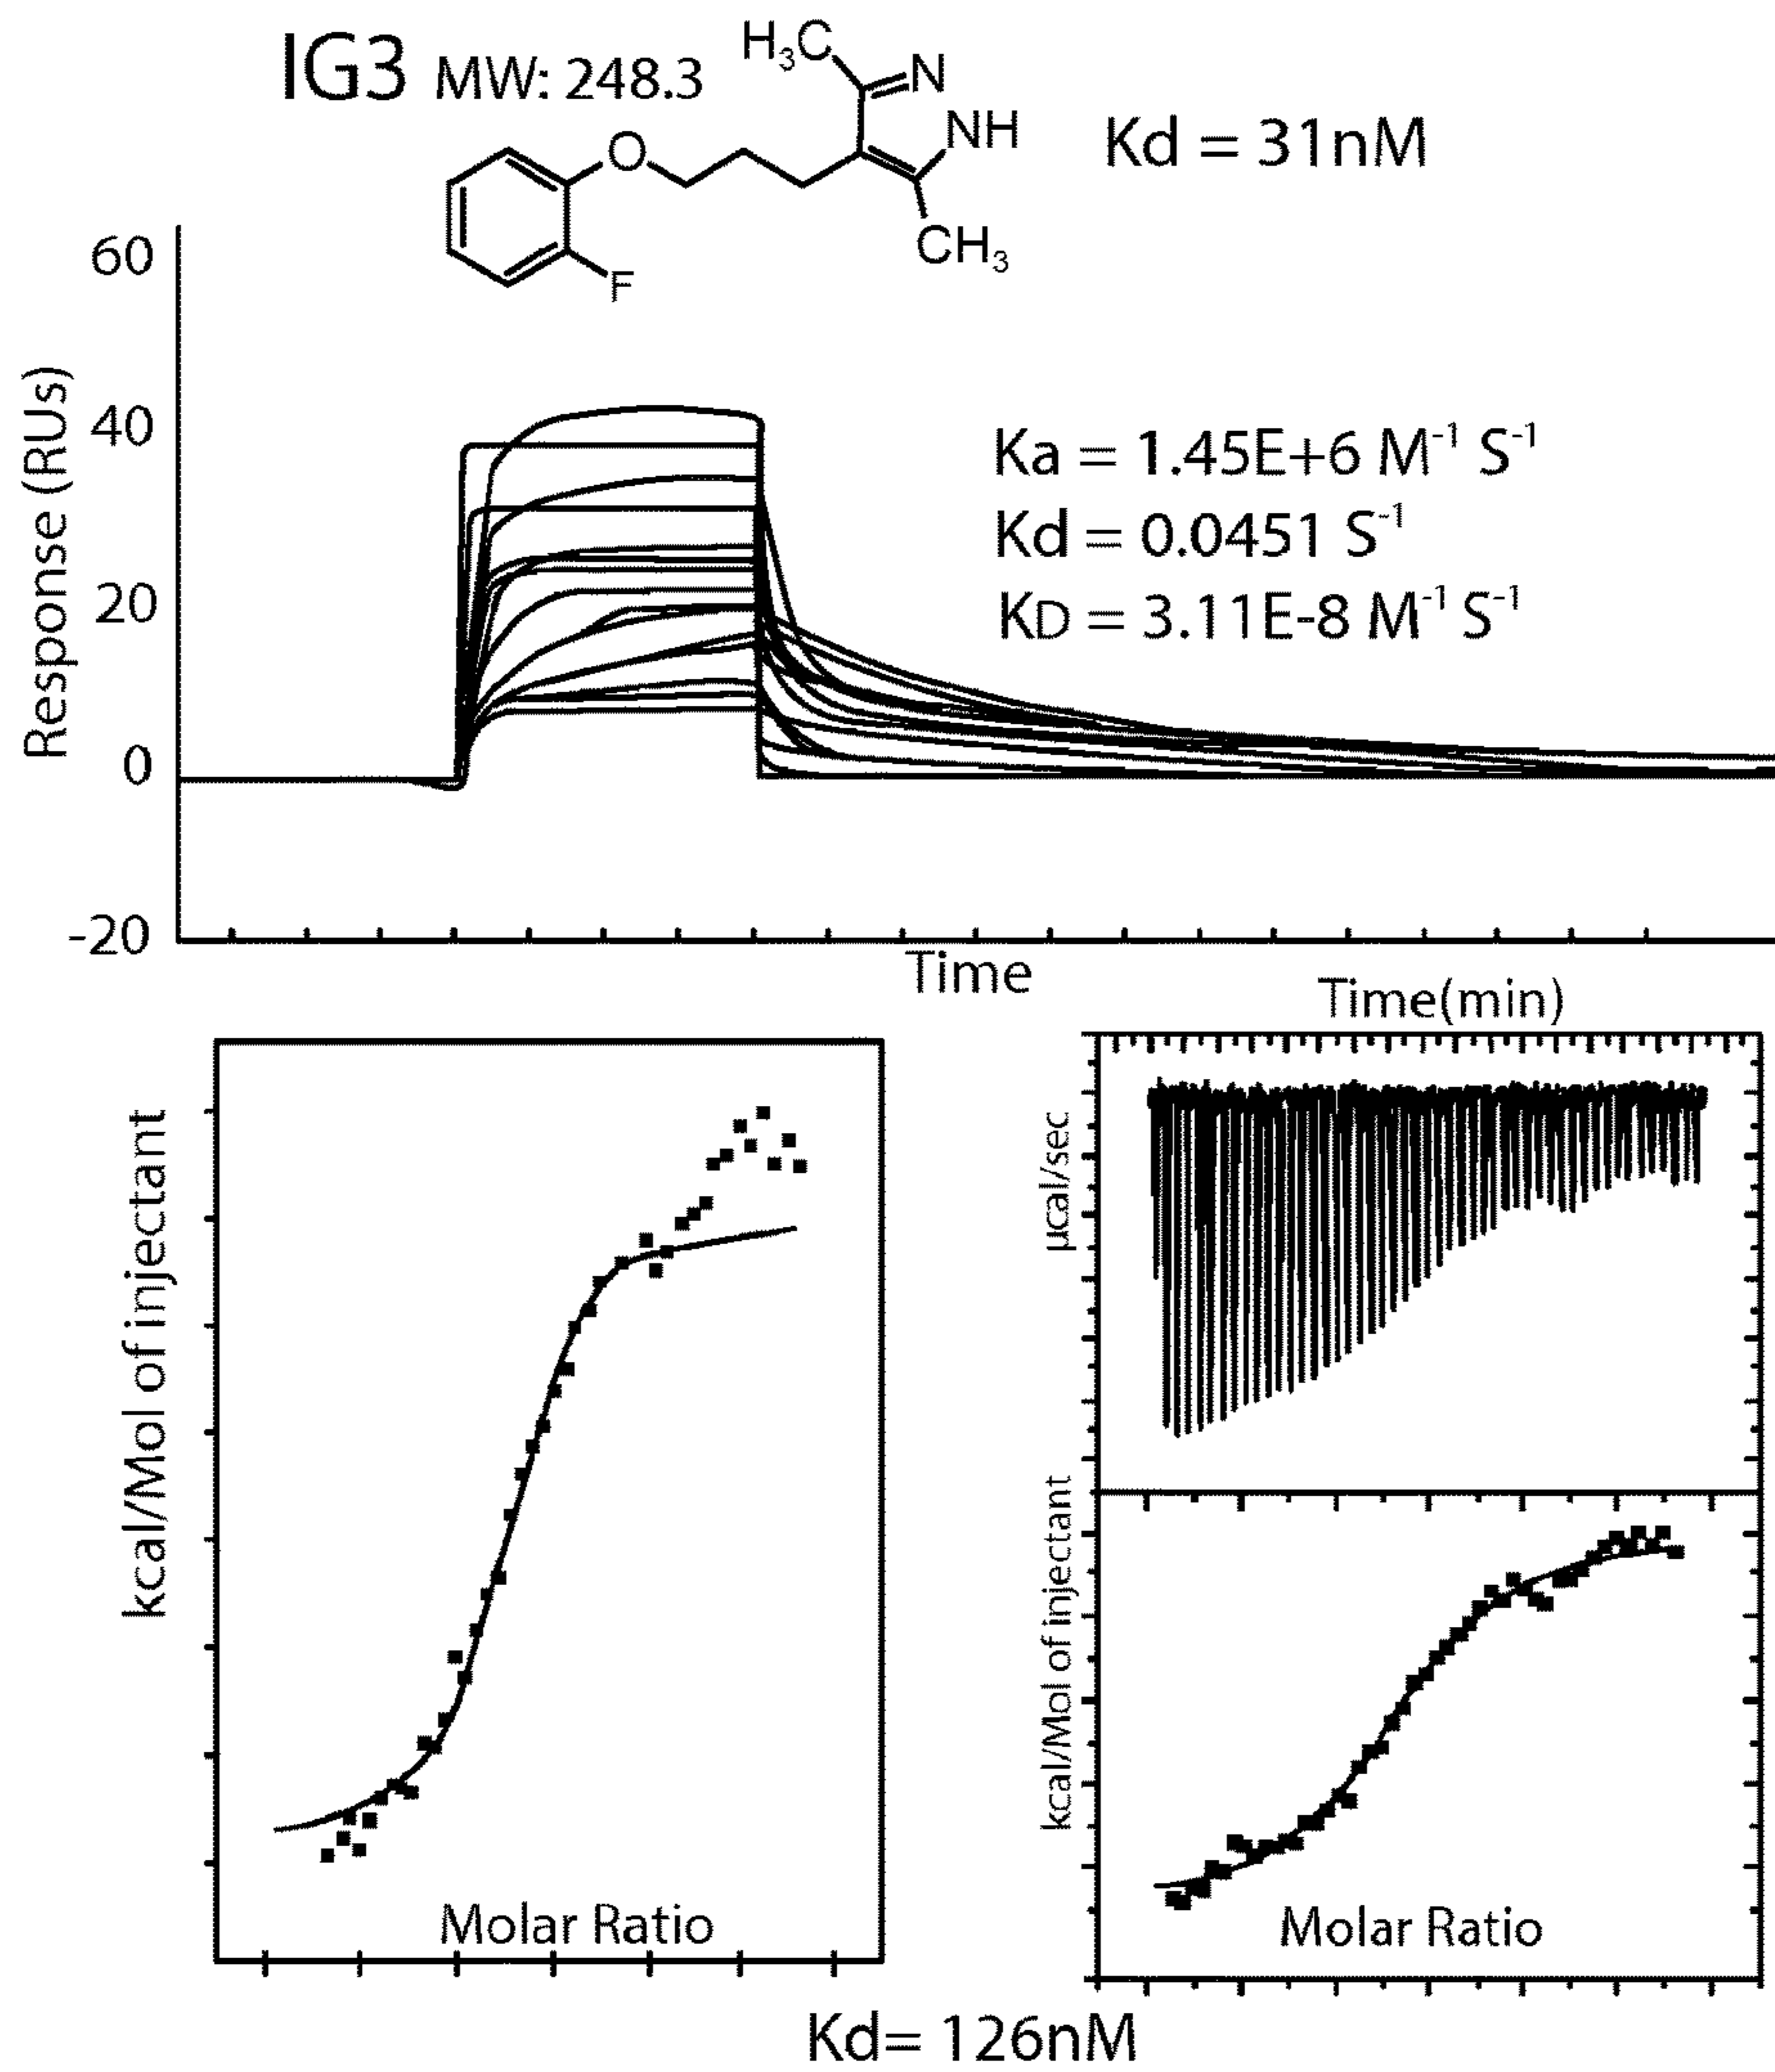 IG3 MW: 248.3
H₃C
N
NH
O
CH₃
F
Kd = 31nM
60
40
20
0
-20
Response (RUs)
Ka = 1.45E+6 M⁻¹ S⁻¹
Kd = 0.0451 S⁻¹
KD = 3.11E-8 M⁻¹ S⁻¹
Time
kcal/Mol of injectant
Molar Ratio
Time(min)
µcal/sec
kcal/Mol of injectant
Molar Ratio
Kd= 126nM